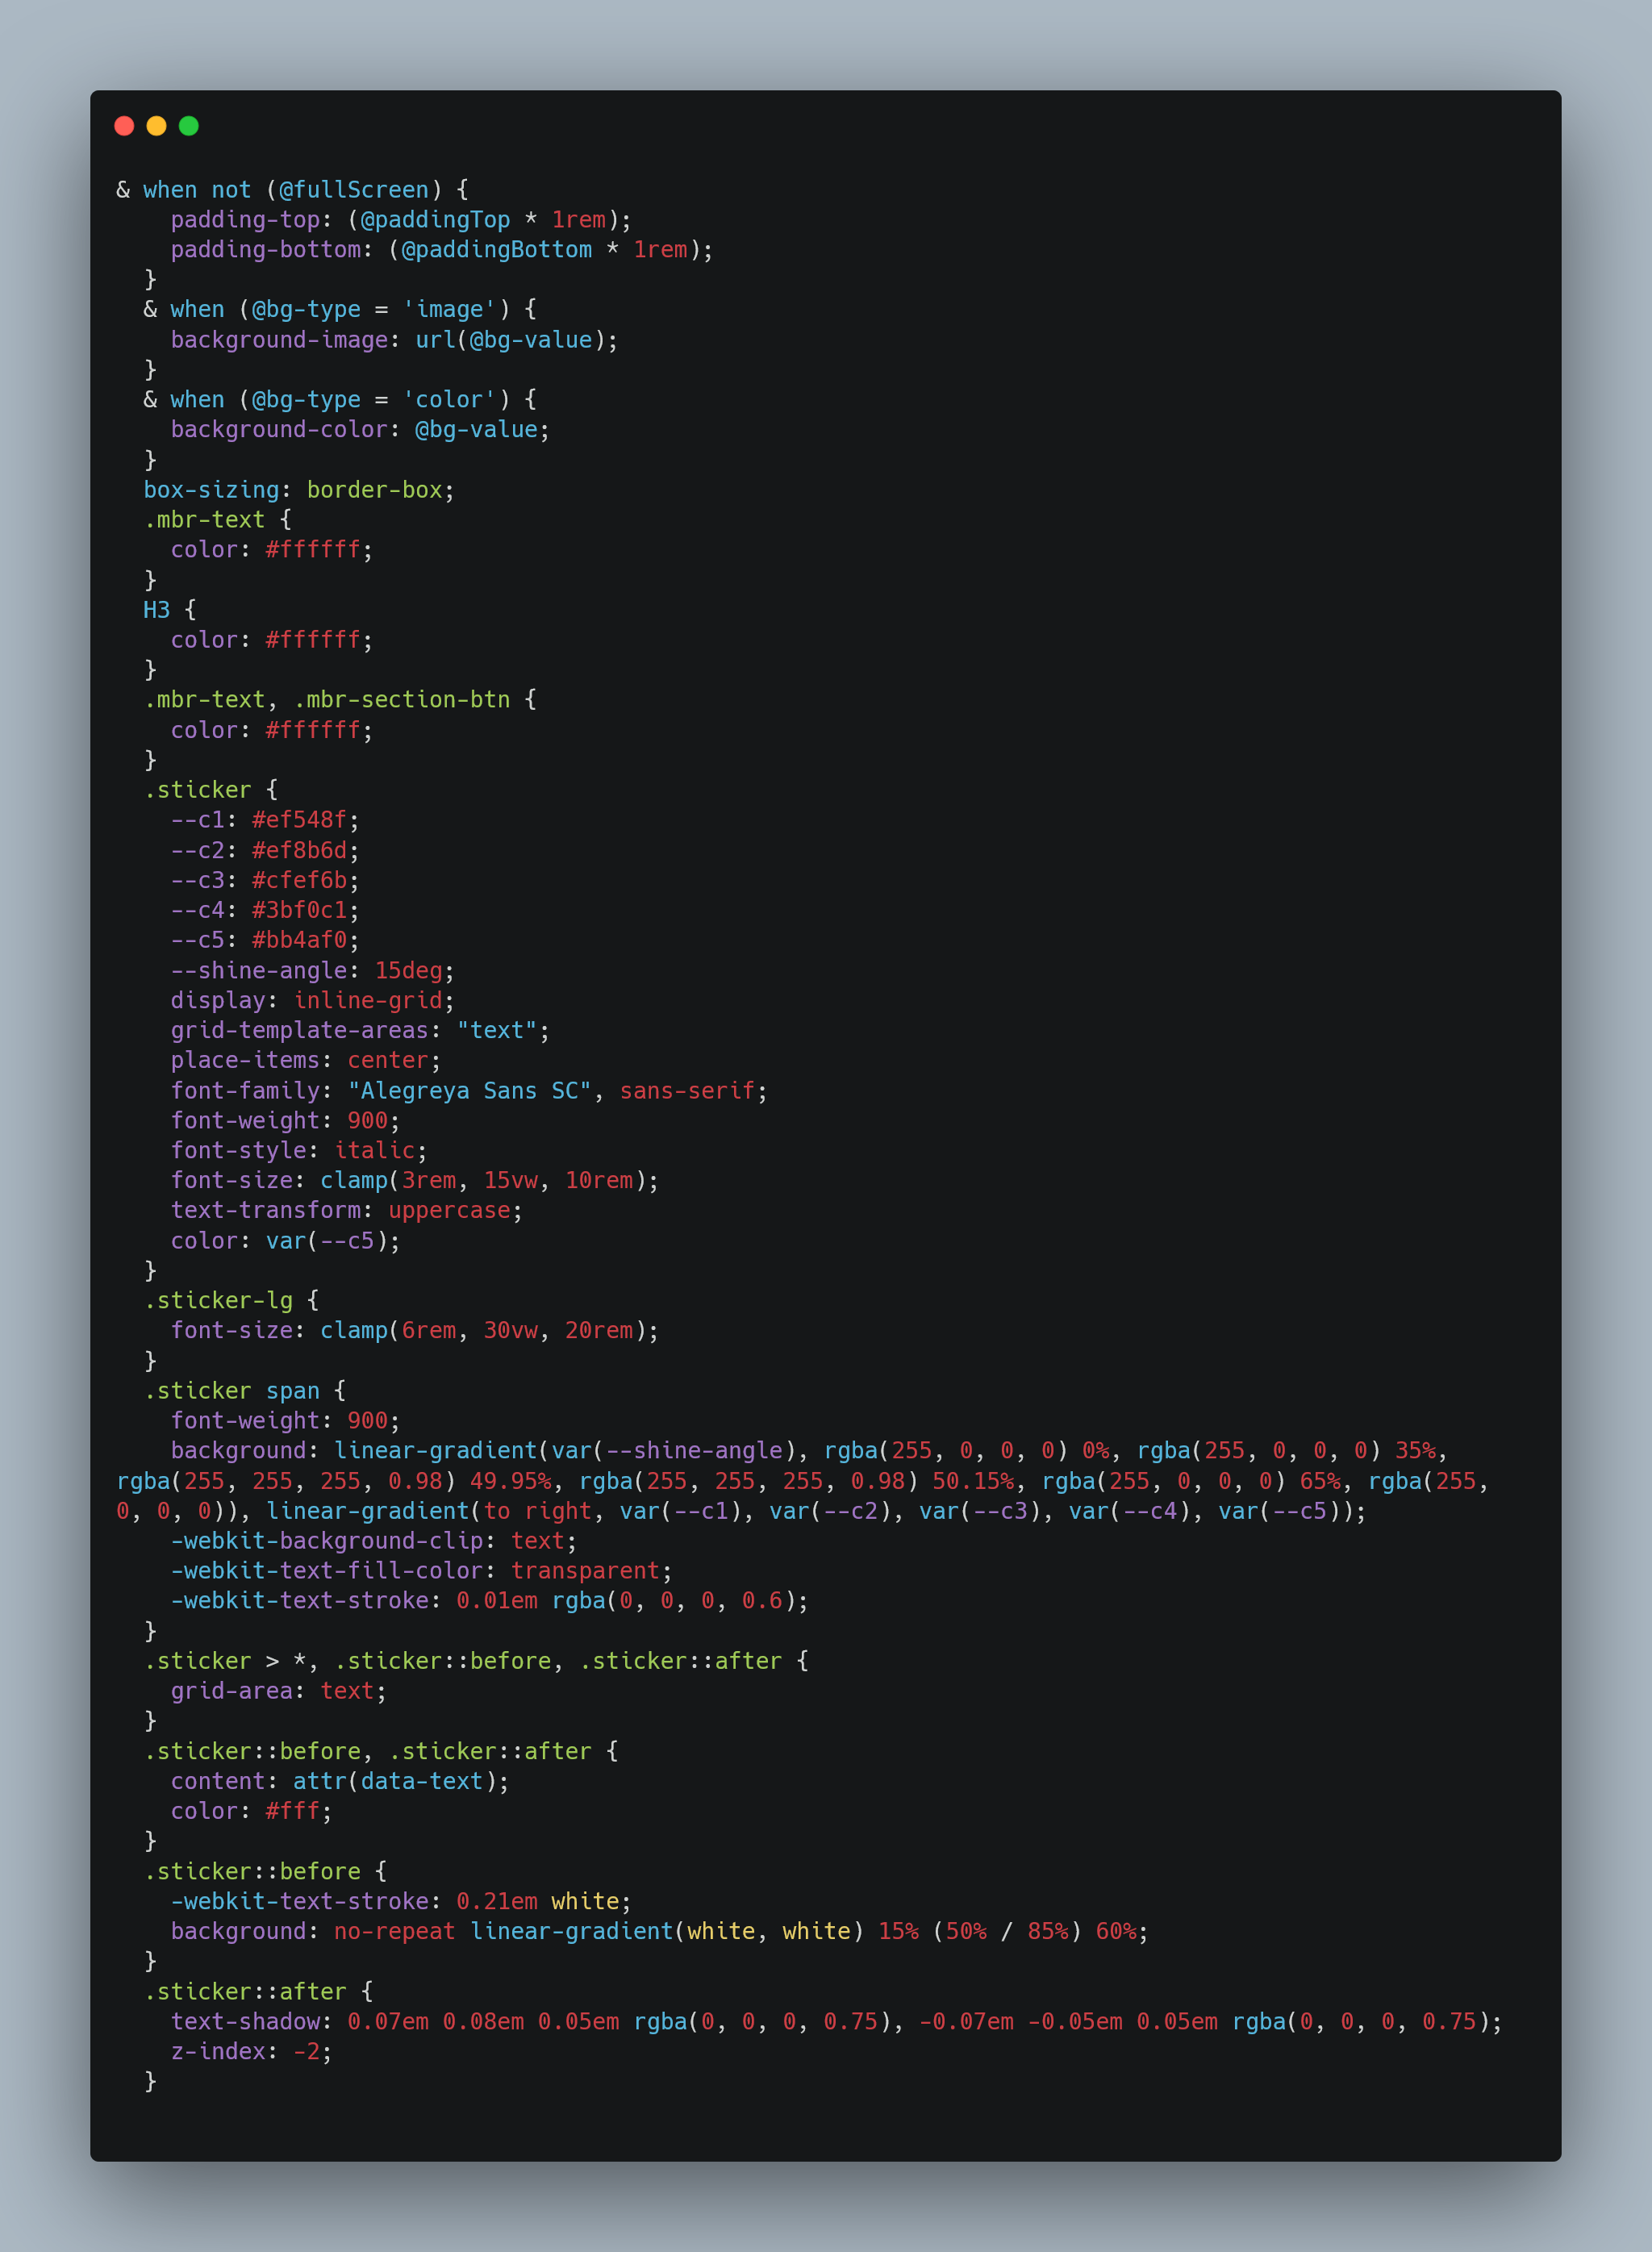 & when not (@fullScreen) {
    padding-top: (@paddingTop * 1rem);
    padding-bottom: (@paddingBottom * 1rem);
  }
  & when (@bg-type = 'image') {
    background-image: url(@bg-value);
  }
  & when (@bg-type = 'color') {
    background-color: @bg-value;
  }
  box-sizing: border-box;
  .mbr-text {
    color: #ffffff;
  }
  H3 {
    color: #ffffff;
  }
  .mbr-text, .mbr-section-btn {
    color: #ffffff;
  }
  .sticker {
    --c1: #ef548f;
    --c2: #ef8b6d;
    --c3: #cfef6b;
    --c4: #3bf0c1;
    --c5: #bb4af0;
    --shine-angle: 15deg;
    display: inline-grid;
    grid-template-areas: "text";
    place-items: center;
    font-family: "Alegreya Sans SC", sans-serif;
    font-weight: 900;
    font-style: italic;
    font-size: clamp(3rem, 15vw, 10rem);
    text-transform: uppercase;
    color: var(--c5);
  }
  .sticker-lg {
    font-size: clamp(6rem, 30vw, 20rem);
  }
  .sticker span {
    font-weight: 900;
    background: linear-gradient(var(--shine-angle), rgba(255, 0, 0, 0) 0%, rgba(255, 0, 0, 0) 35%,
rgba(255, 255, 255, 0.98) 49.95%, rgba(255, 255, 255, 0.98) 50.15%, rgba(255, 0, 0, 0) 65%, rgba(255,
0, 0, 0)), linear-gradient(to right, var(--c1), var(--c2), var(--c3), var(--c4), var(--c5));
    -webkit-background-clip: text;
    -webkit-text-fill-color: transparent;
    -webkit-text-stroke: 0.01em rgba(0, 0, 0, 0.6);
  }
  .sticker > *, .sticker::before, .sticker::after {
    grid-area: text;
  }
  .sticker::before, .sticker::after {
    content: attr(data-text);
    color: #fff;
  }
  .sticker::before {
    -webkit-text-stroke: 0.21em white;
    background: no-repeat linear-gradient(white, white) 15% (50% / 85%) 60%;
  }
  .sticker::after {
    text-shadow: 0.07em 0.08em 0.05em rgba(0, 0, 0, 0.75), -0.07em -0.05em 0.05em rgba(0, 0, 0, 0.75);
    z-index: -2;
  }